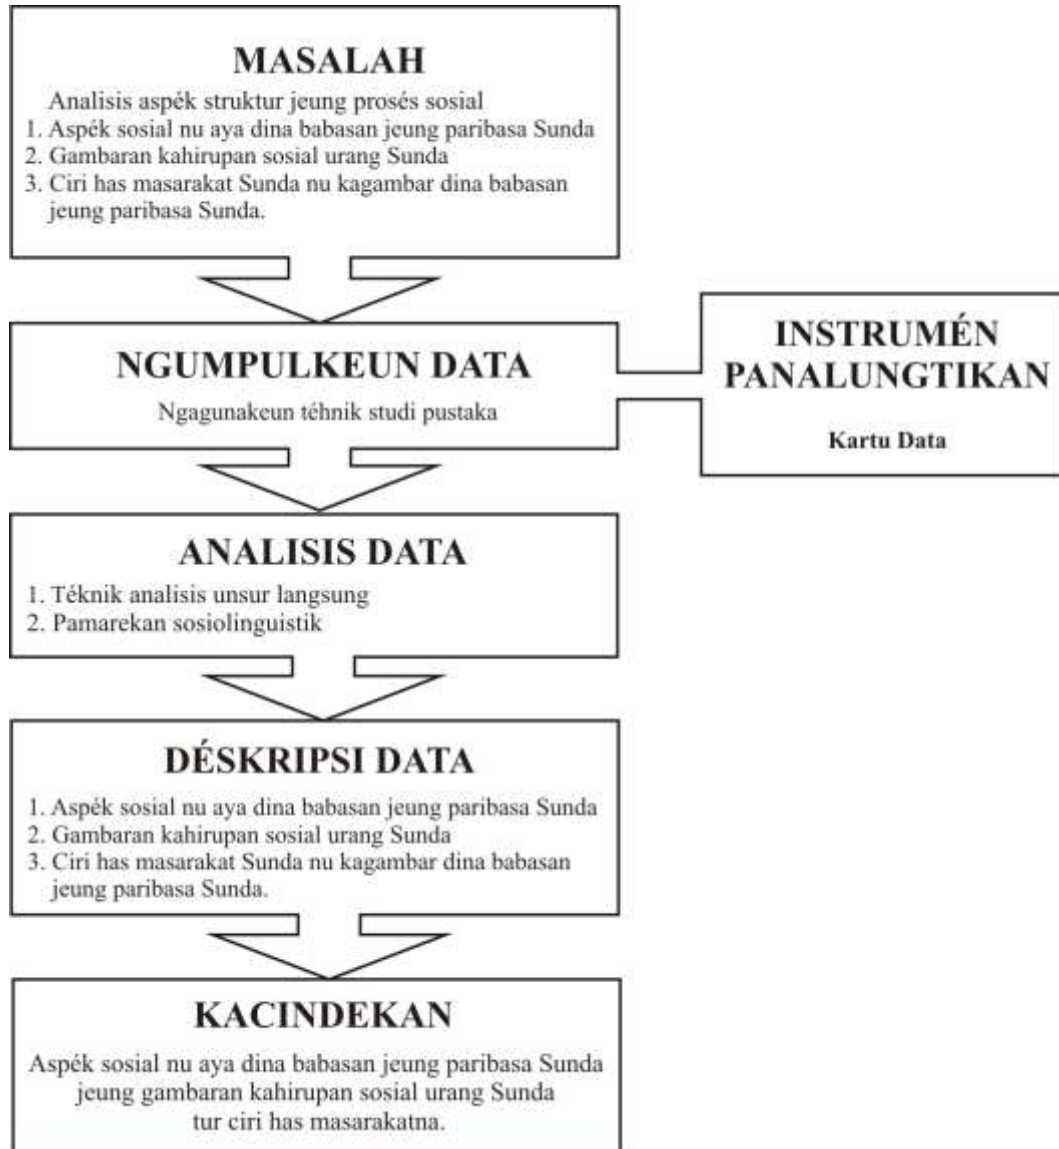 MASALAH
Analisis aspék struktur jeung prosés sosial
1. Aspék sosial nu aya dina babasan jeung paribasa Sunda
2. Gambaran kahirupan sosial urang Sunda
3. Ciri has masarakat Sunda nu kagambar dina babasan
jeung paribasa Sunda.
NGUMPULKEUN DATA
Ngagunakeun téhnik studi pustaka
INSTRUMÉN
PANALUNGTIKAN
Kartu Data
ANALISIS DATA
1. Téknik analisis unsur langsung
2. Pamarekan sosiolinguistik
DÉSKRIPSI DATA
1. Aspék sosial nu aya dina babasan jeung paribasa Sunda
2. Gambaran kahirupan sosial urang Sunda
3. Ciri has masarakat Sunda nu kagambar dina babasan
jeung paribasa Sunda.
KACINDEKAN
Aspék sosial nu aya dina babasan jeung paribasa Sunda
jeung gambaran kahirupan sosial urang Sunda
tur ciri has masarakatna.